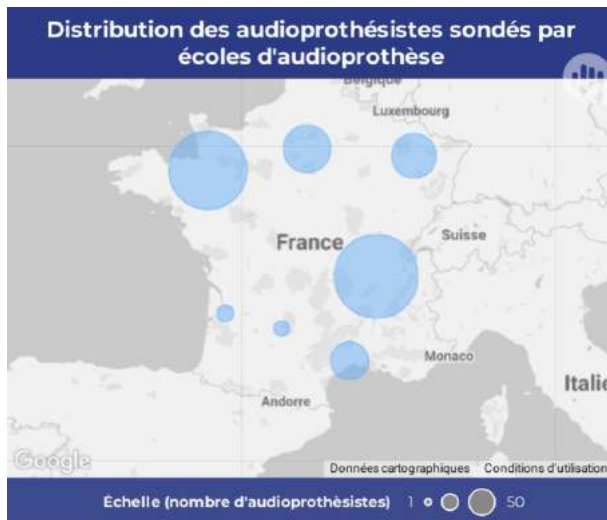 Distribution des audioprothésistes sondés par
écoles d'audioprothèse
Belgique
Luxembourg
Suisse
France
Monaco
Italie
Andorre
Google
Données cartographiques Conditions d'utilisation
Échelle (nombre d'audioprothèsistes) 1 50